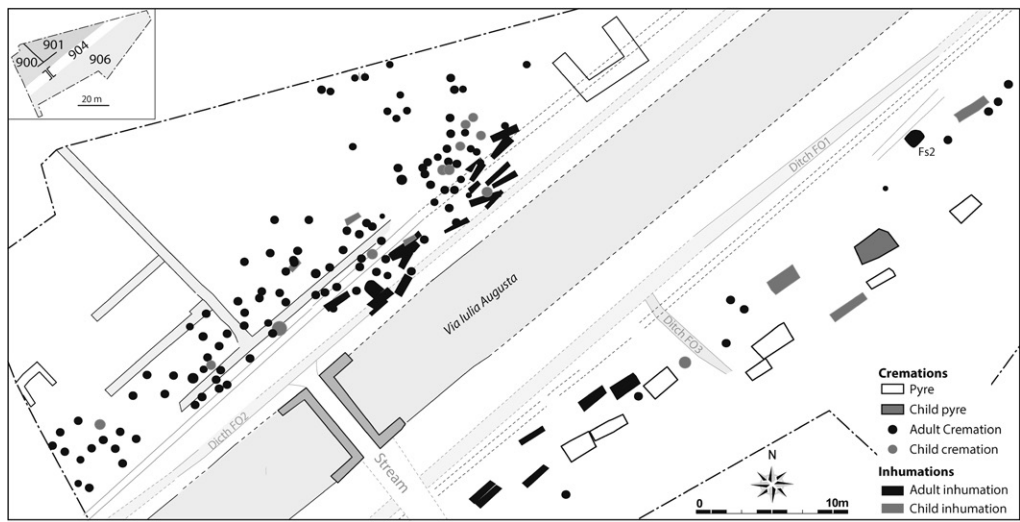 901
904
900
906
20 m
Ditch FO1
Fs2
Via Iulia Augusta
Ditch FO3
Dicth FO2
Stream
Cremations
Pyre
Child pyre
Adult Cremation
Child cremation
Inhumations
Adult inhumation
Child inhumation
N
0 10m